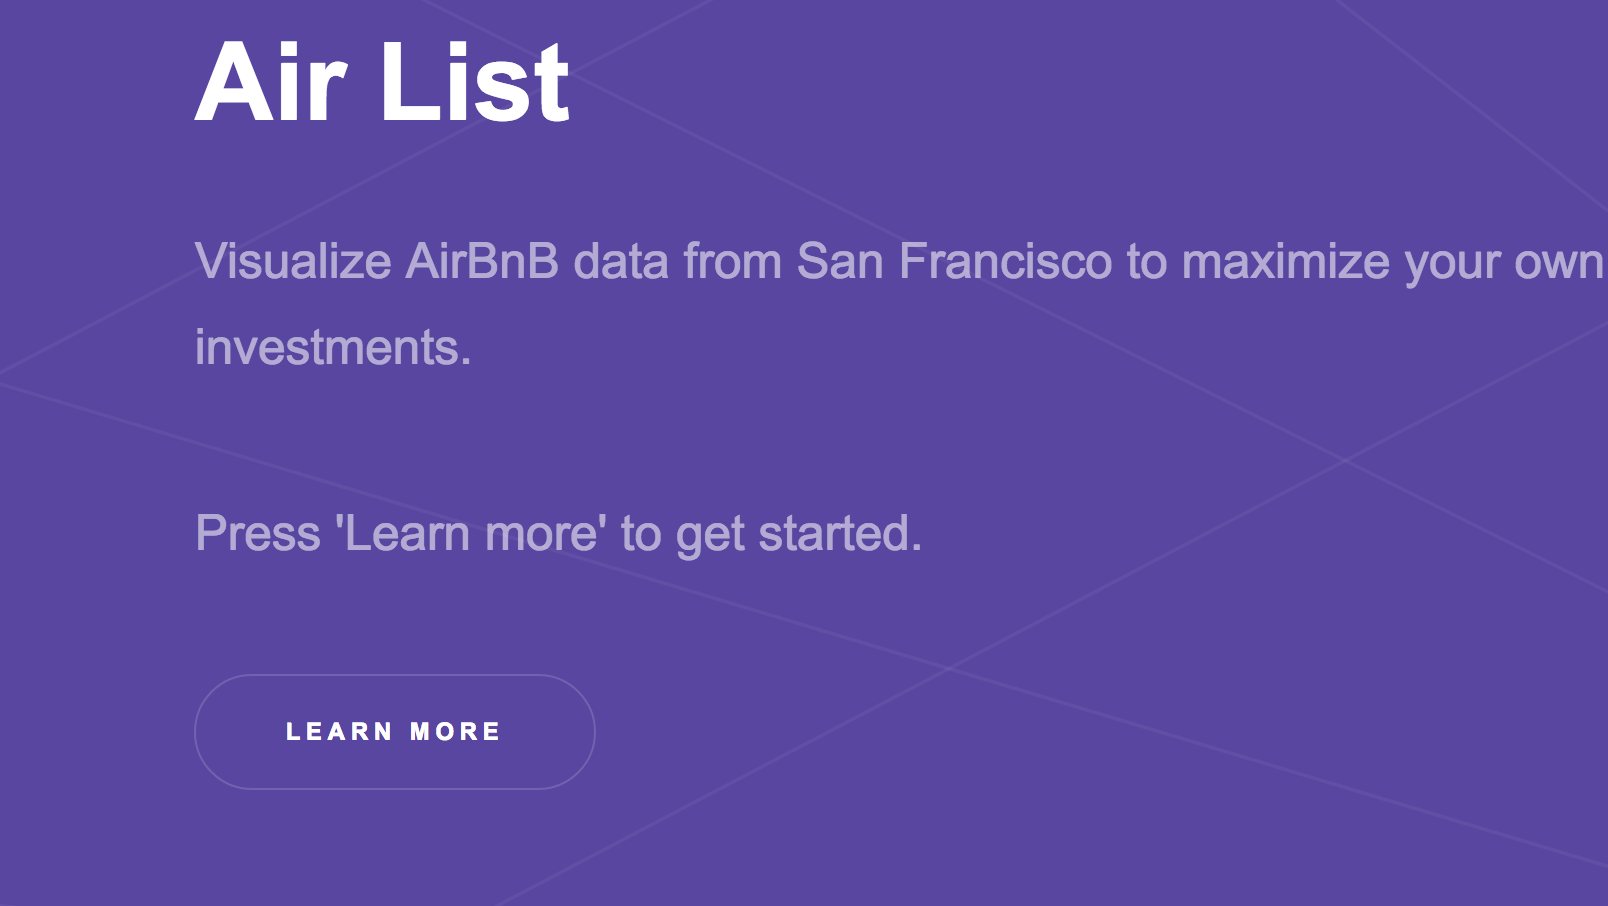 Air List
Visualize AirBnB data from San Francisco to maximize your own
investments.
Press 'Learn more' to get started.
LEARN MORE